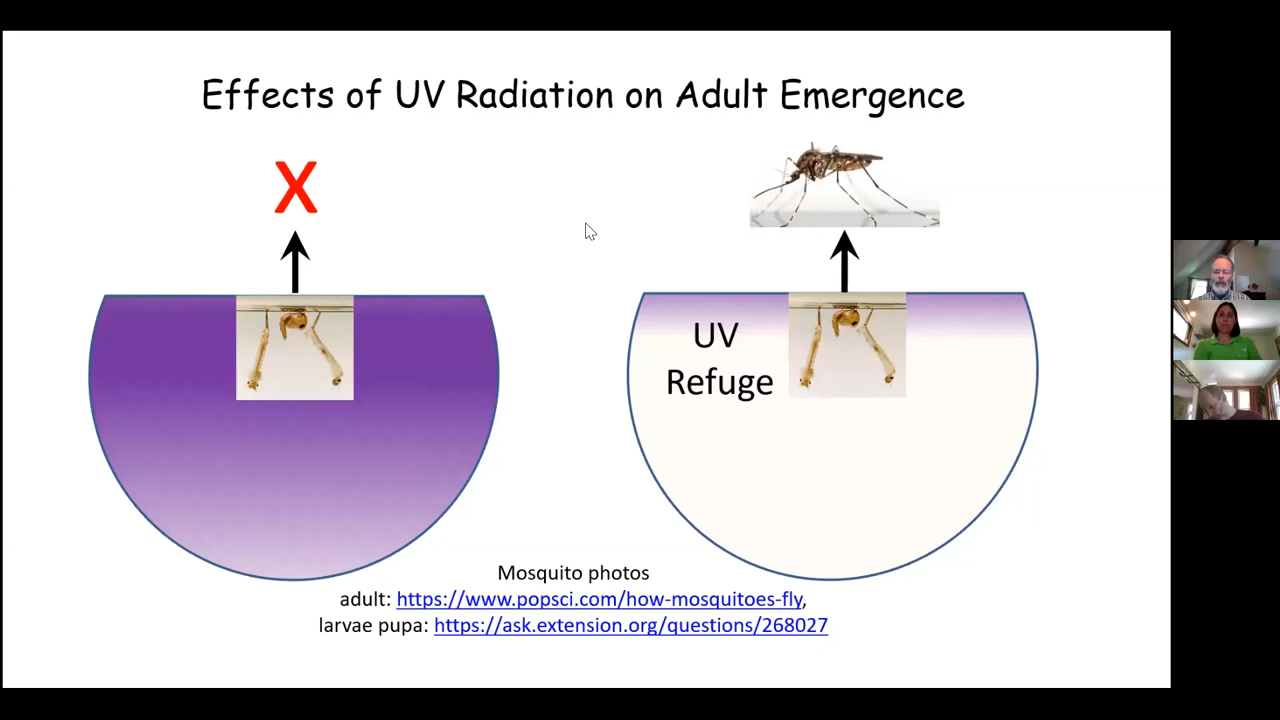 Effects of UV Radiation on Adult Emergence
X
UV
Refuge
Mosquito photos
adult: https://www.popsci.com/how-mosquitoes-fly,
larvae pupa: https://ask.extension.org/questions/268027